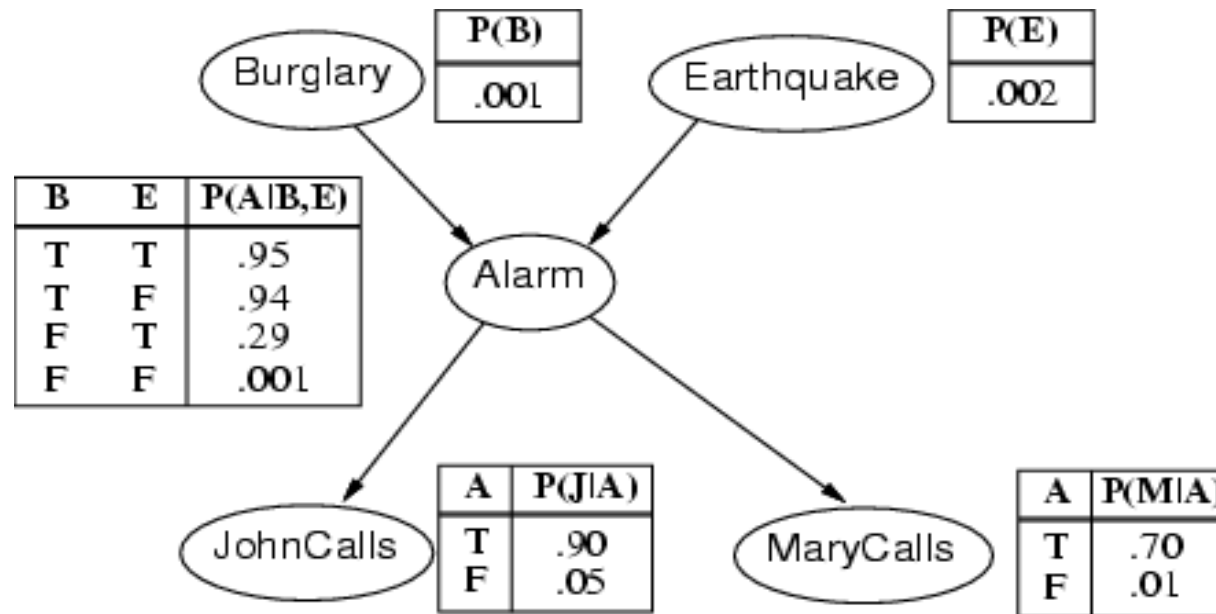 Burglary
P(B)
.001
Earthquake
P(E)
.002
B E P(A|B,E)
T T .95
T F .94
F T .29
F F .001
Alarm
JohnCalls
A P(J|A)
T .90
F .05
MaryCalls
A P(M|A)
T .70
F .01